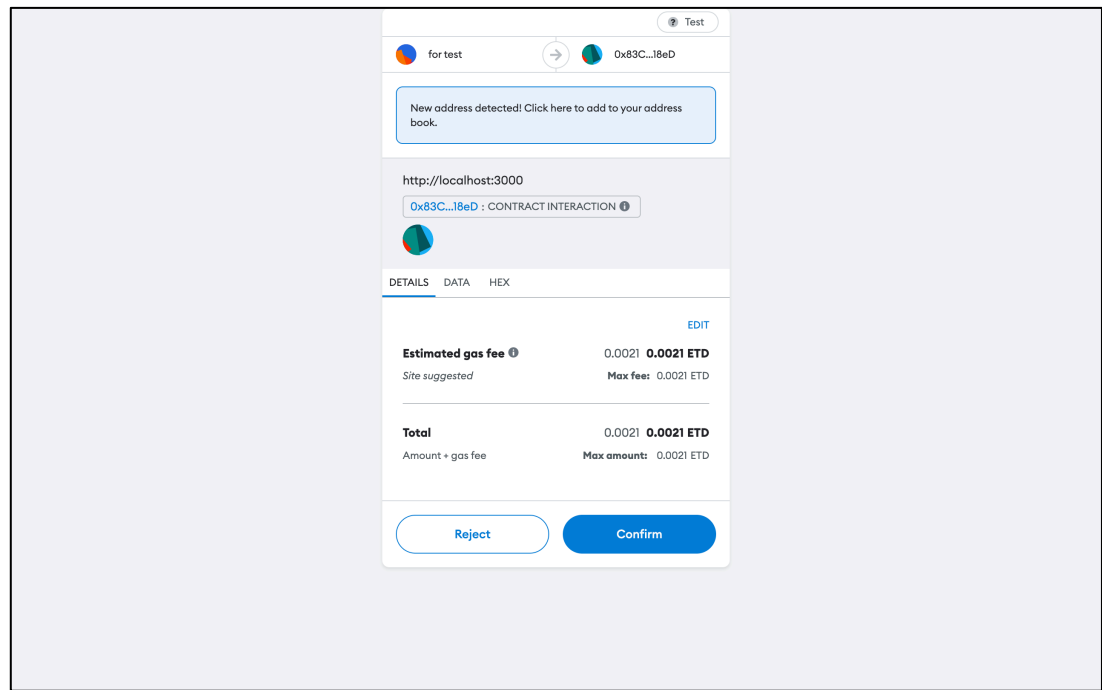 Test
for test
0x83C...18eD
New address detected! Click here to add to your address
book.
http://localhost:3000
0x83C...18eD : CONTRACT INTERACTION
DETAILS DATA HEX
EDIT
Estimated gas fee 0.0021 0.0021 ETD
Site suggested Max fee: 0.0021 ETD
Total 0.0021 0.0021 ETD
Amount + gas fee Max amount: 0.0021 ETD
Reject Confirm